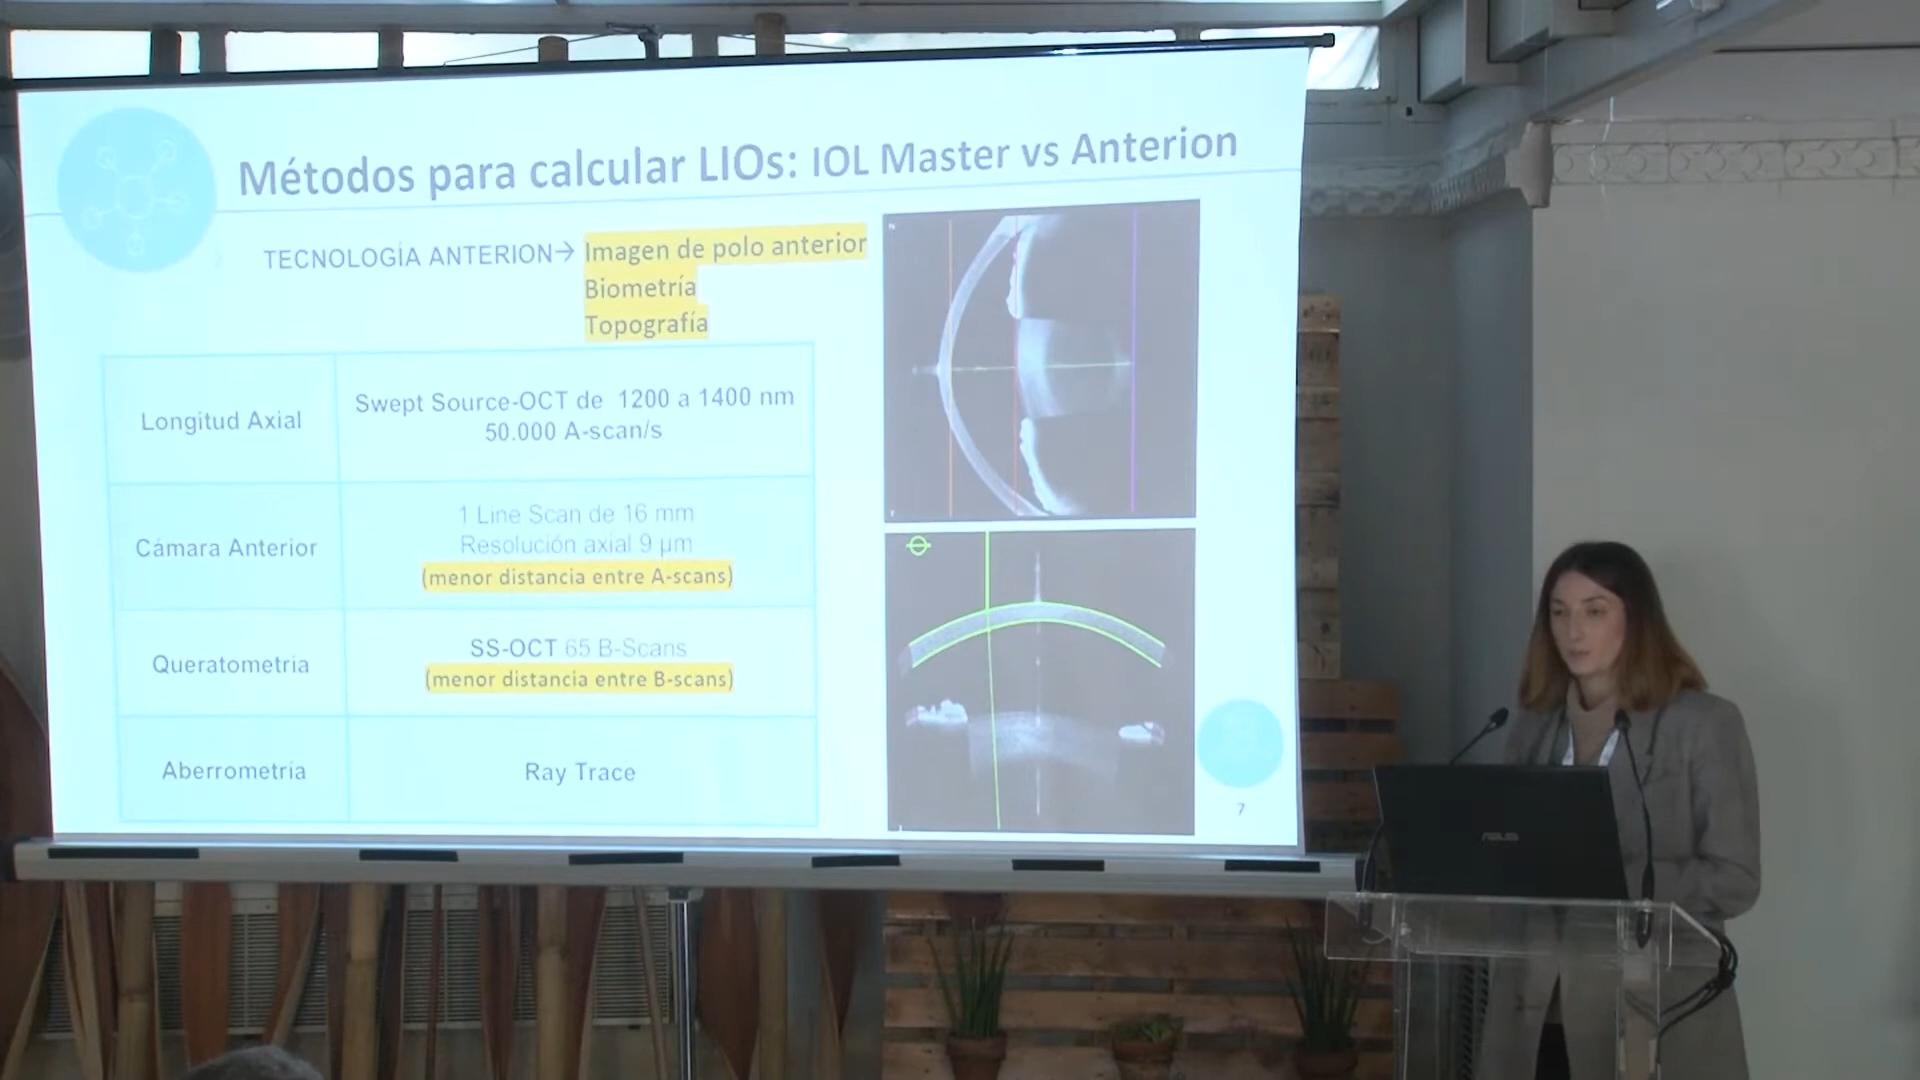 Métodos para calcular LIOs: IOL Master vs Anterion
TECNOLOGÍA ANTERION→ Imagen de polo anterior
Biometría
Topografía
Longitud Axial
Swept Source-OCT de 1200 a 1400 nm
50.000 A-scan/s
Cámara Anterior
1 Line Scan de 16 mm
Resolución axial 9 µm
(menor distancia entre A-scans)
Queratometría
SS-OCT 65 B-Scans
(menor distancia entre B-scans)
Aberrometría
Ray Trace
7
ASUS